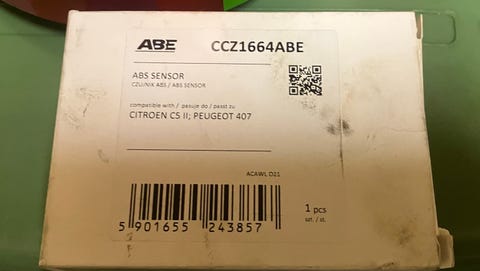 ABE CCZ1664ABE
ABS SENSOR
CZUJNIK ABS / ABS SENSOR
compatible with / pasuje do / passt zu
CITROEN C5 II; PEUGEOT 407
ACAWL D21
1 pcs
szt. / st.
5 901655 243857